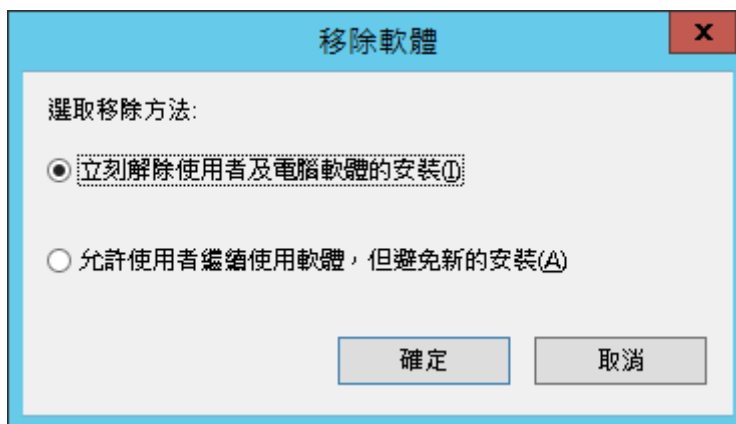 移除軟體
x
選取移除方法:
立刻解除使用者及電腦軟體的安裝(I)
允許使用者繼續使用軟體，但避免新的安裝(A)
確定
取消